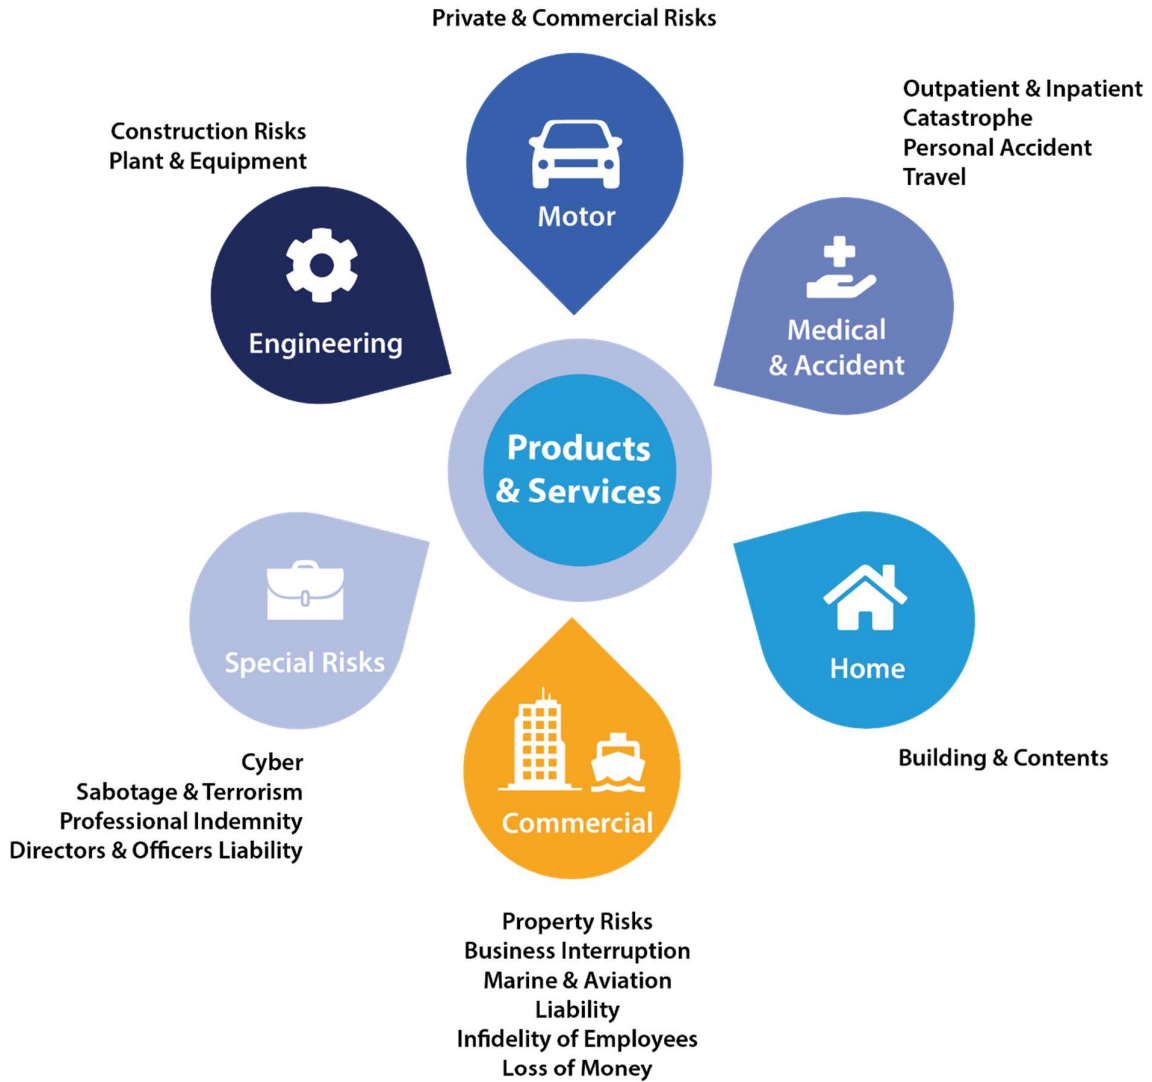 Private & Commercial Risks
Motor
Outpatient & Inpatient
Catastrophe
Personal Accident
Travel
Medical
& Accident
Construction Risks
Plant & Equipment
Engineering
Products
& Services
Special Risks
Cyber
Sabotage & Terrorism
Professional Indemnity
Directors & Officers Liability
Home
Building & Contents
Commercial
Property Risks
Business Interruption
Marine & Aviation
Liability
Infidelity of Employees
Loss of Money